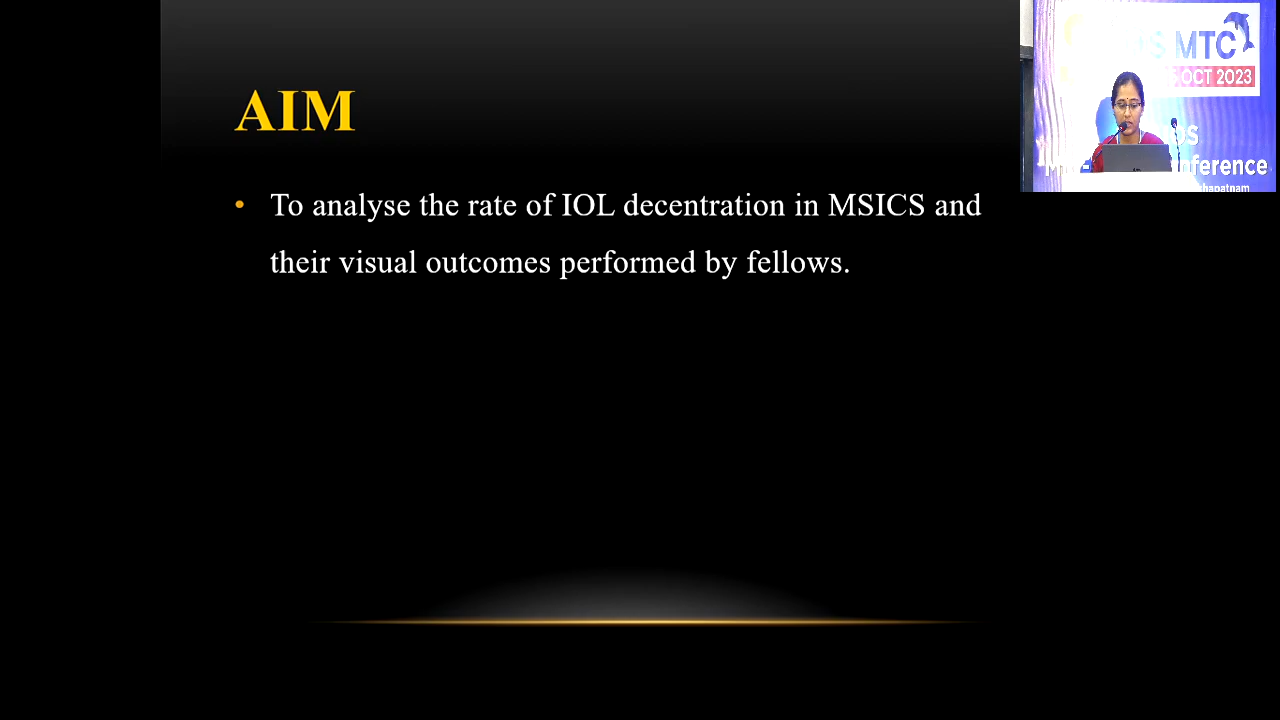 AIM
• To analyse the rate of IOL decentration in MSICS and
their visual outcomes performed by fellows.
MTC
OCT 2023